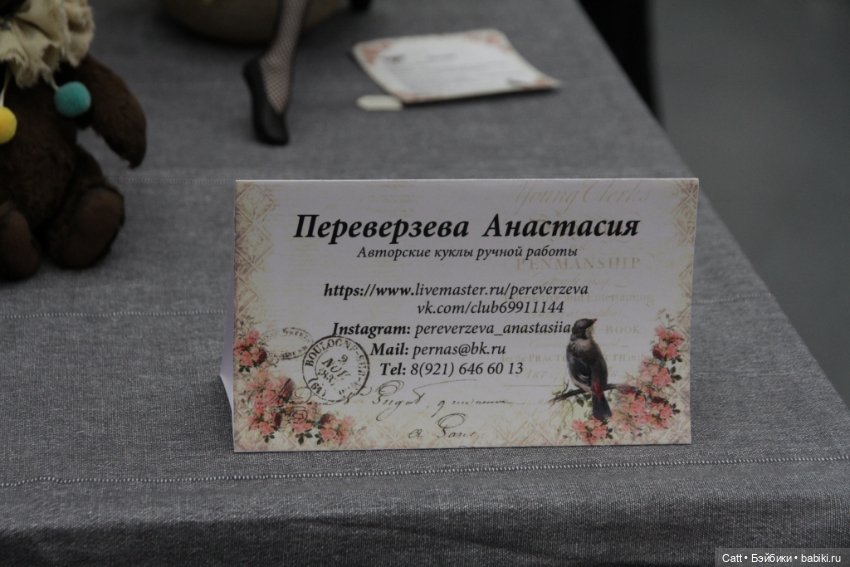 Переверзева Анастасия
Авторские куклы ручной работы
https://www.livemaster.ru/pereverzeva
vk.com/club69911144
Instagram: pereverzeva_anastasiia
Mail: pernas@bk.ru
Tel: 8(921) 646 60 13
PENMANSHIP
Catt • Бэйбики • babiki.ru